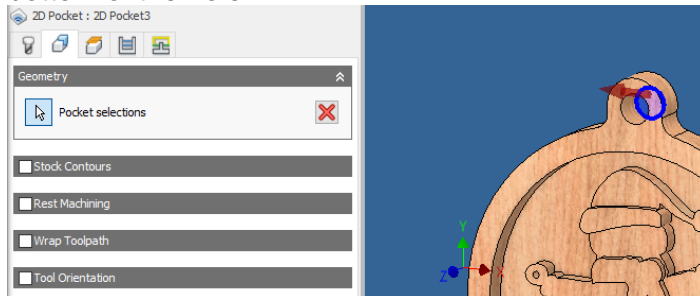 2D Pocket : 2D Pocket3
Geometry
Pocket selections
Stock Contours
Rest Machining
Wrap Toolpath
Tool Orientation
Y
Z
X